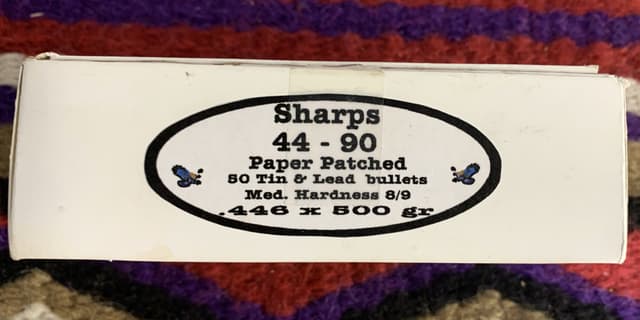 Sharps
44 - 90
Paper Patched
50 Tin & Lead bullets
Med. Hardness 8/9
.446 x 500 gr